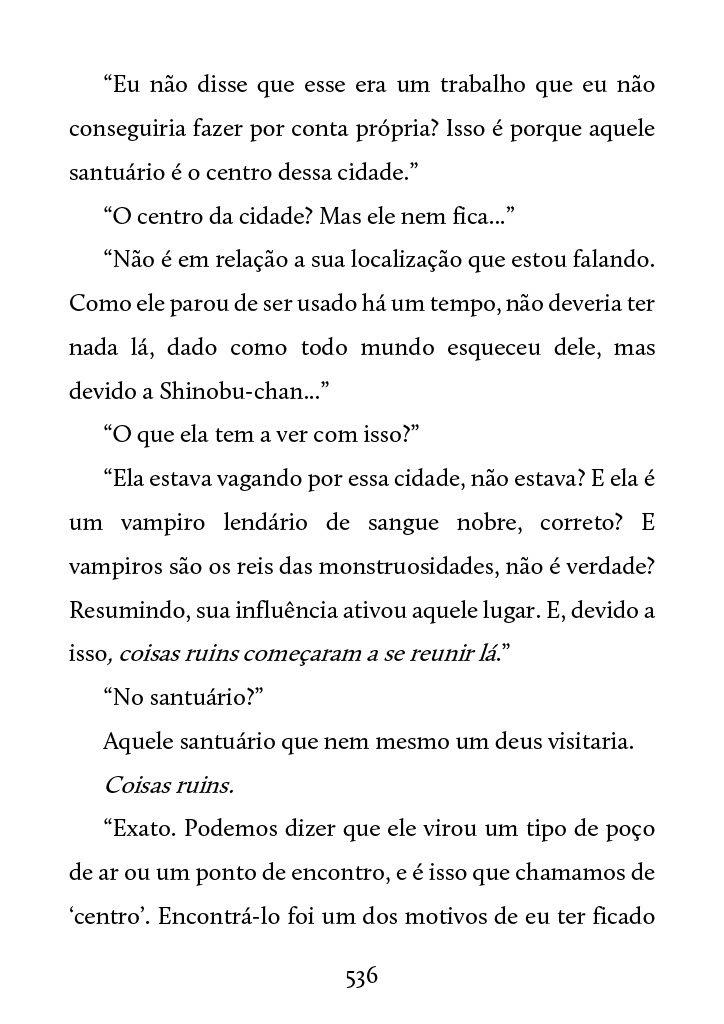 “Eu não disse que esse era um trabalho que eu não
conseguiria fazer por conta própria? Isso é porque aquele
santuário é o centro dessa cidade.”
“O centro da cidade? Mas ele nem fica...”
“Não é em relação a sua localização que estou falando.
Como ele parou de ser usado há um tempo, não deveria ter
nada lá, dado como todo mundo esqueceu dele, mas
devido a Shinobu-chan...”
“O que ela tem a ver com isso?”
“Ela estava vagando por essa cidade, não estava? E ela é
um vampiro lendário de sangue nobre, correto? E
vampiros são os reis das monstruosidades, não é verdade?
Resumindo, sua influência ativou aquele lugar. E, devido a
isso, coisas ruins começaram a se reunir lá.”
“No santuário?”
Aquele santuário que nem mesmo um deus visitaria.
Coisas ruins.
“Exato. Podemos dizer que ele virou um tipo de poço
de ar ou um ponto de encontro, e é isso que chamamos de
‘centro’. Encontrá-lo foi um dos motivos de eu ter ficado
536